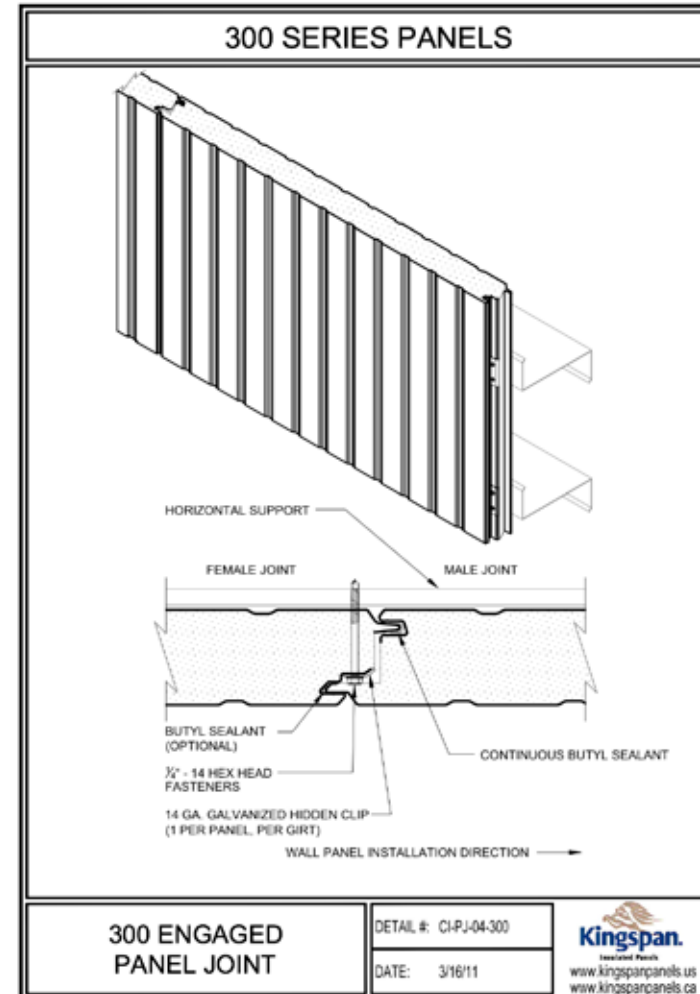 300 SERIES PANELS
HORIZONTAL SUPPORT
FEMALE JOINT
MALE JOINT
BUTYL SEALANT
(OPTIONAL)
CONTINUOUS BUTYL SEALANT
¼" - 14 HEX HEAD
FASTENERS
14 GA. GALVANIZED HIDDEN CLIP
(1 PER PANEL, PER GIRT)
WALL PANEL INSTALLATION DIRECTION
300 ENGAGED
PANEL JOINT
DETAIL #: CI-PJ-04-300
DATE: 3/16/11
Kingspan.
Insulated Panels
www.kingspanpanels.us
www.kingspanpanels.ca